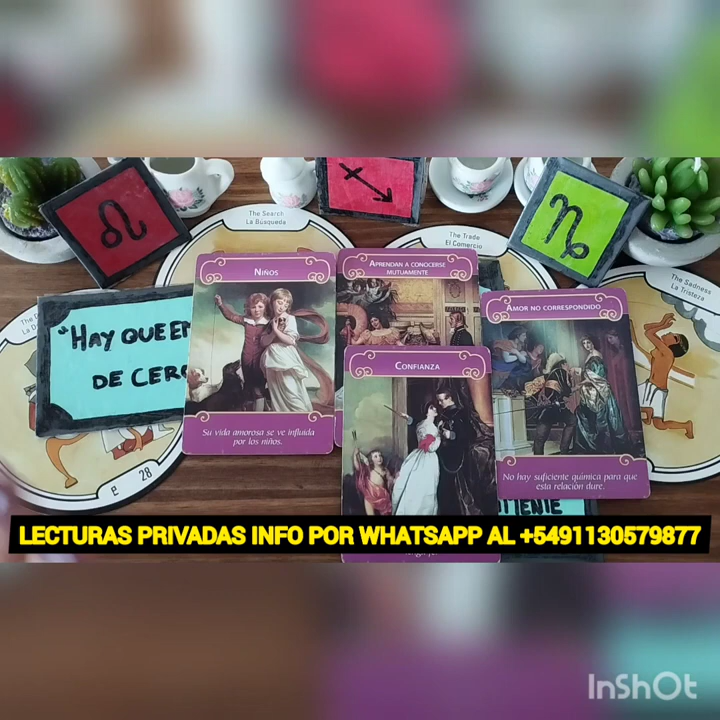 The Search
La Búsqueda
The Trade
El Comercio
The Sadness
La Tristeza
NIÑOS
Su vida amorosa se ve influida
por los niños.
APRENDAN A CONOCERSE
MUTUAMENTE
CONFIANZA
AMOR NO CORRESPONDIDO
No hay suficiente química para que
esta relación dure.
"HAY QUE
DE
28
LECTURAS PRIVADAS INFO POR WHATSAPP AL +5491130579877
InShOt